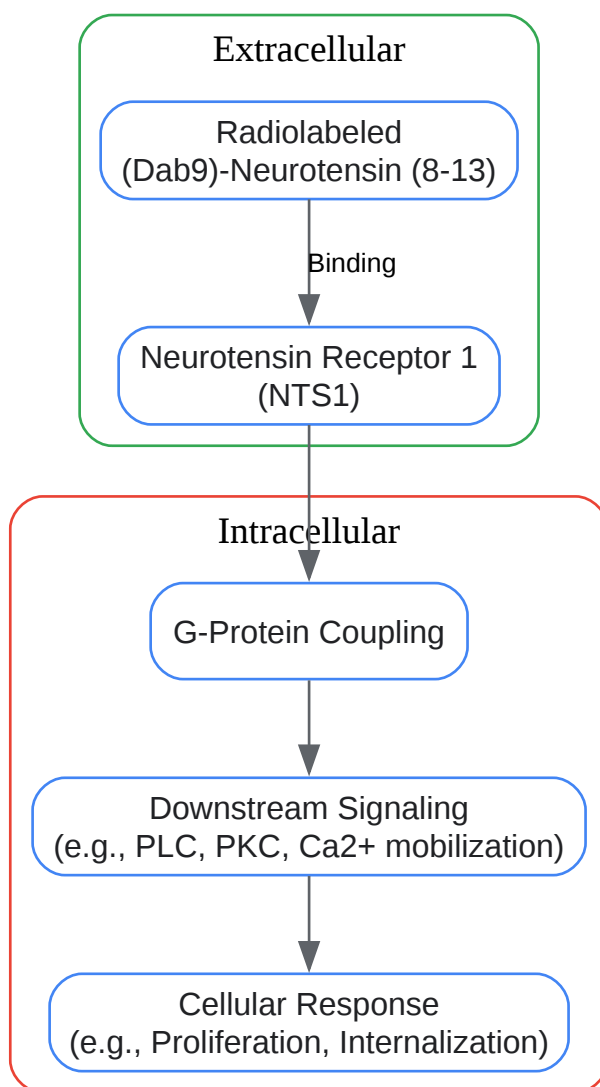 Extracellular
Radiolabeled
(Dab9)-Neurotensin (8-13)
Binding
Neurotensin Receptor 1
(NTS1)
Intracellular
G-Protein Coupling
Downstream Signaling
(e.g., PLC, PKC, Ca2+ mobilization)
Cellular Response
(e.g., Proliferation, Internalization)